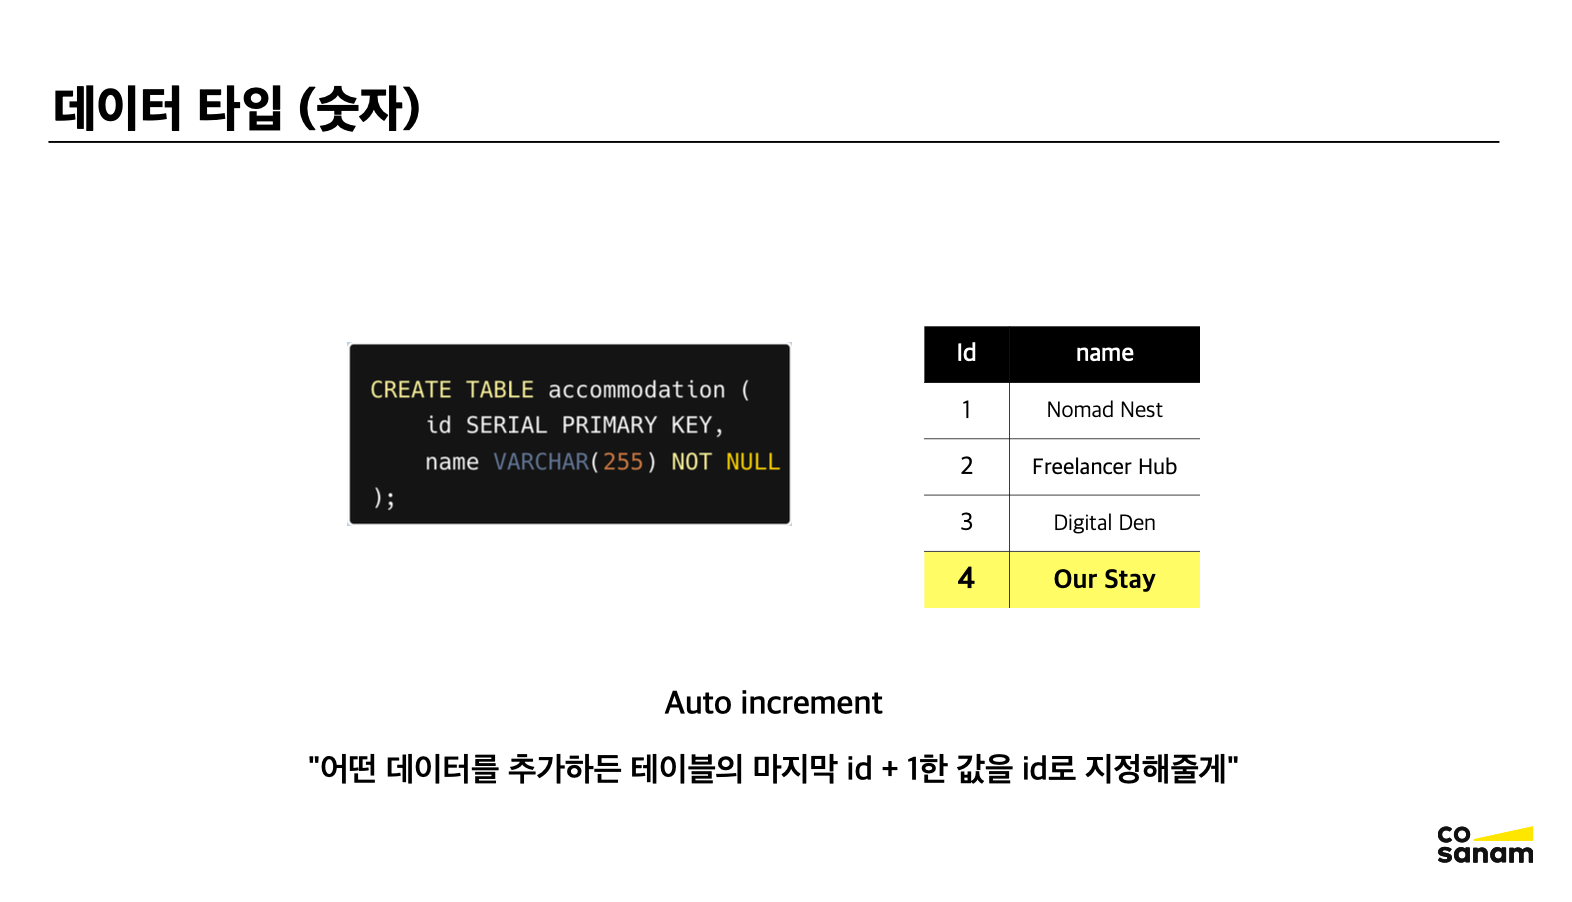 데이터 타입 (숫자)
CREATE TABLE accommodation (
id SERIAL PRIMARY KEY,
name VARCHAR(255) NOT NULL
);
Id name
1 Nomad Nest
2 Freelancer Hub
3 Digital Den
4 Our Stay
Auto increment
"어떤 데이터를 추가하든 테이블의 마지막 id + 1한 값을 id로 지정해줄게"
co
sanam